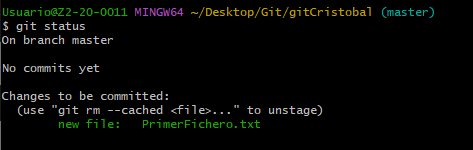 Usuario@Z2-20-0011 MINGW64 ~/Desktop/Git/gitCristobal (master)
$ git status
On branch master
No commits yet
Changes to be committed:
(use "git rm --cached <file>..." to unstage)
new file: PrimerFichero.txt